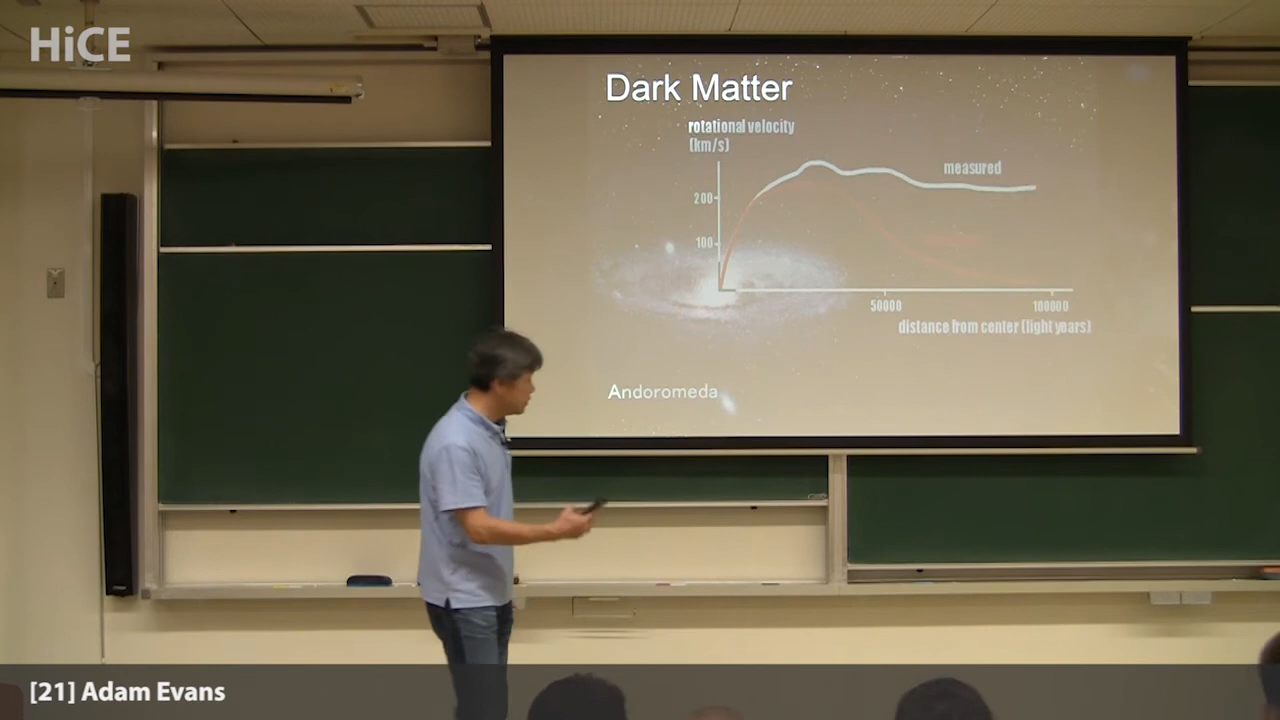 HiCE
Dark Matter
rotational velocity
(km/s)
measured
200
100
50000
100000
distance from center (light years)
Andoromeda
[21] Adam Evans